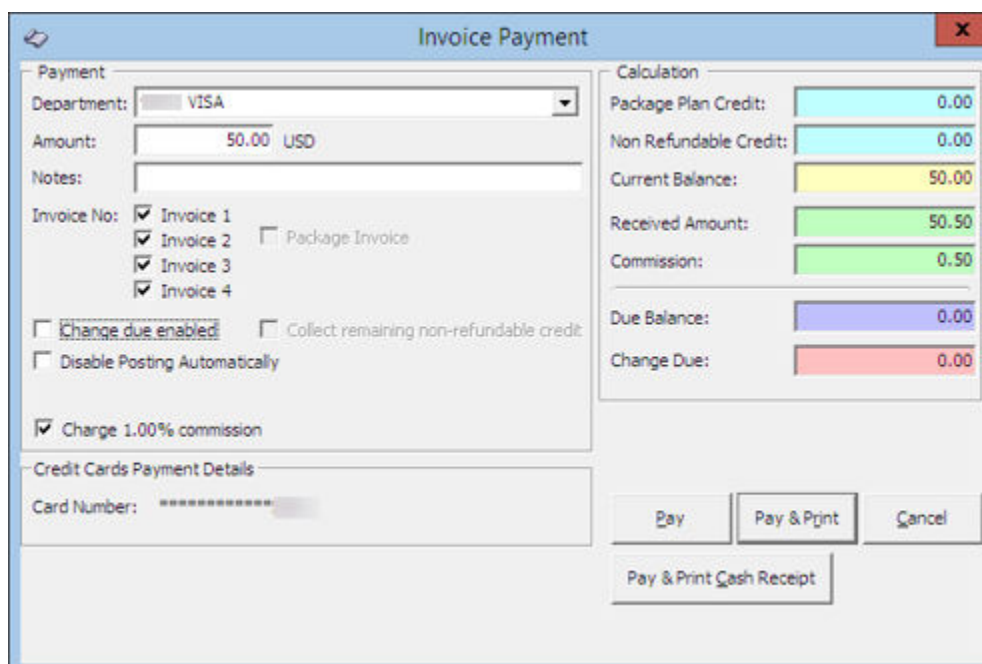 Invoice Payment
x
Payment
Department: VISA
Amount: 50.00 USD
Notes:
Invoice No: Invoice 1
Invoice 2 Package Invoice
Invoice 3
Invoice 4
Change due enabled Collect remaining non-refundable credit
Disable Posting Automatically
Charge 1.00% commission
Credit Cards Payment Details
Card Number: *************
Calculation
Package Plan Credit: 0.00
Non Refundable Credit: 0.00
Current Balance: 50.00
Received Amount: 50.50
Commission: 0.50
Due Balance: 0.00
Change Due: 0.00
Pay Pay & Print Cancel
Pay & Print Cash Receipt